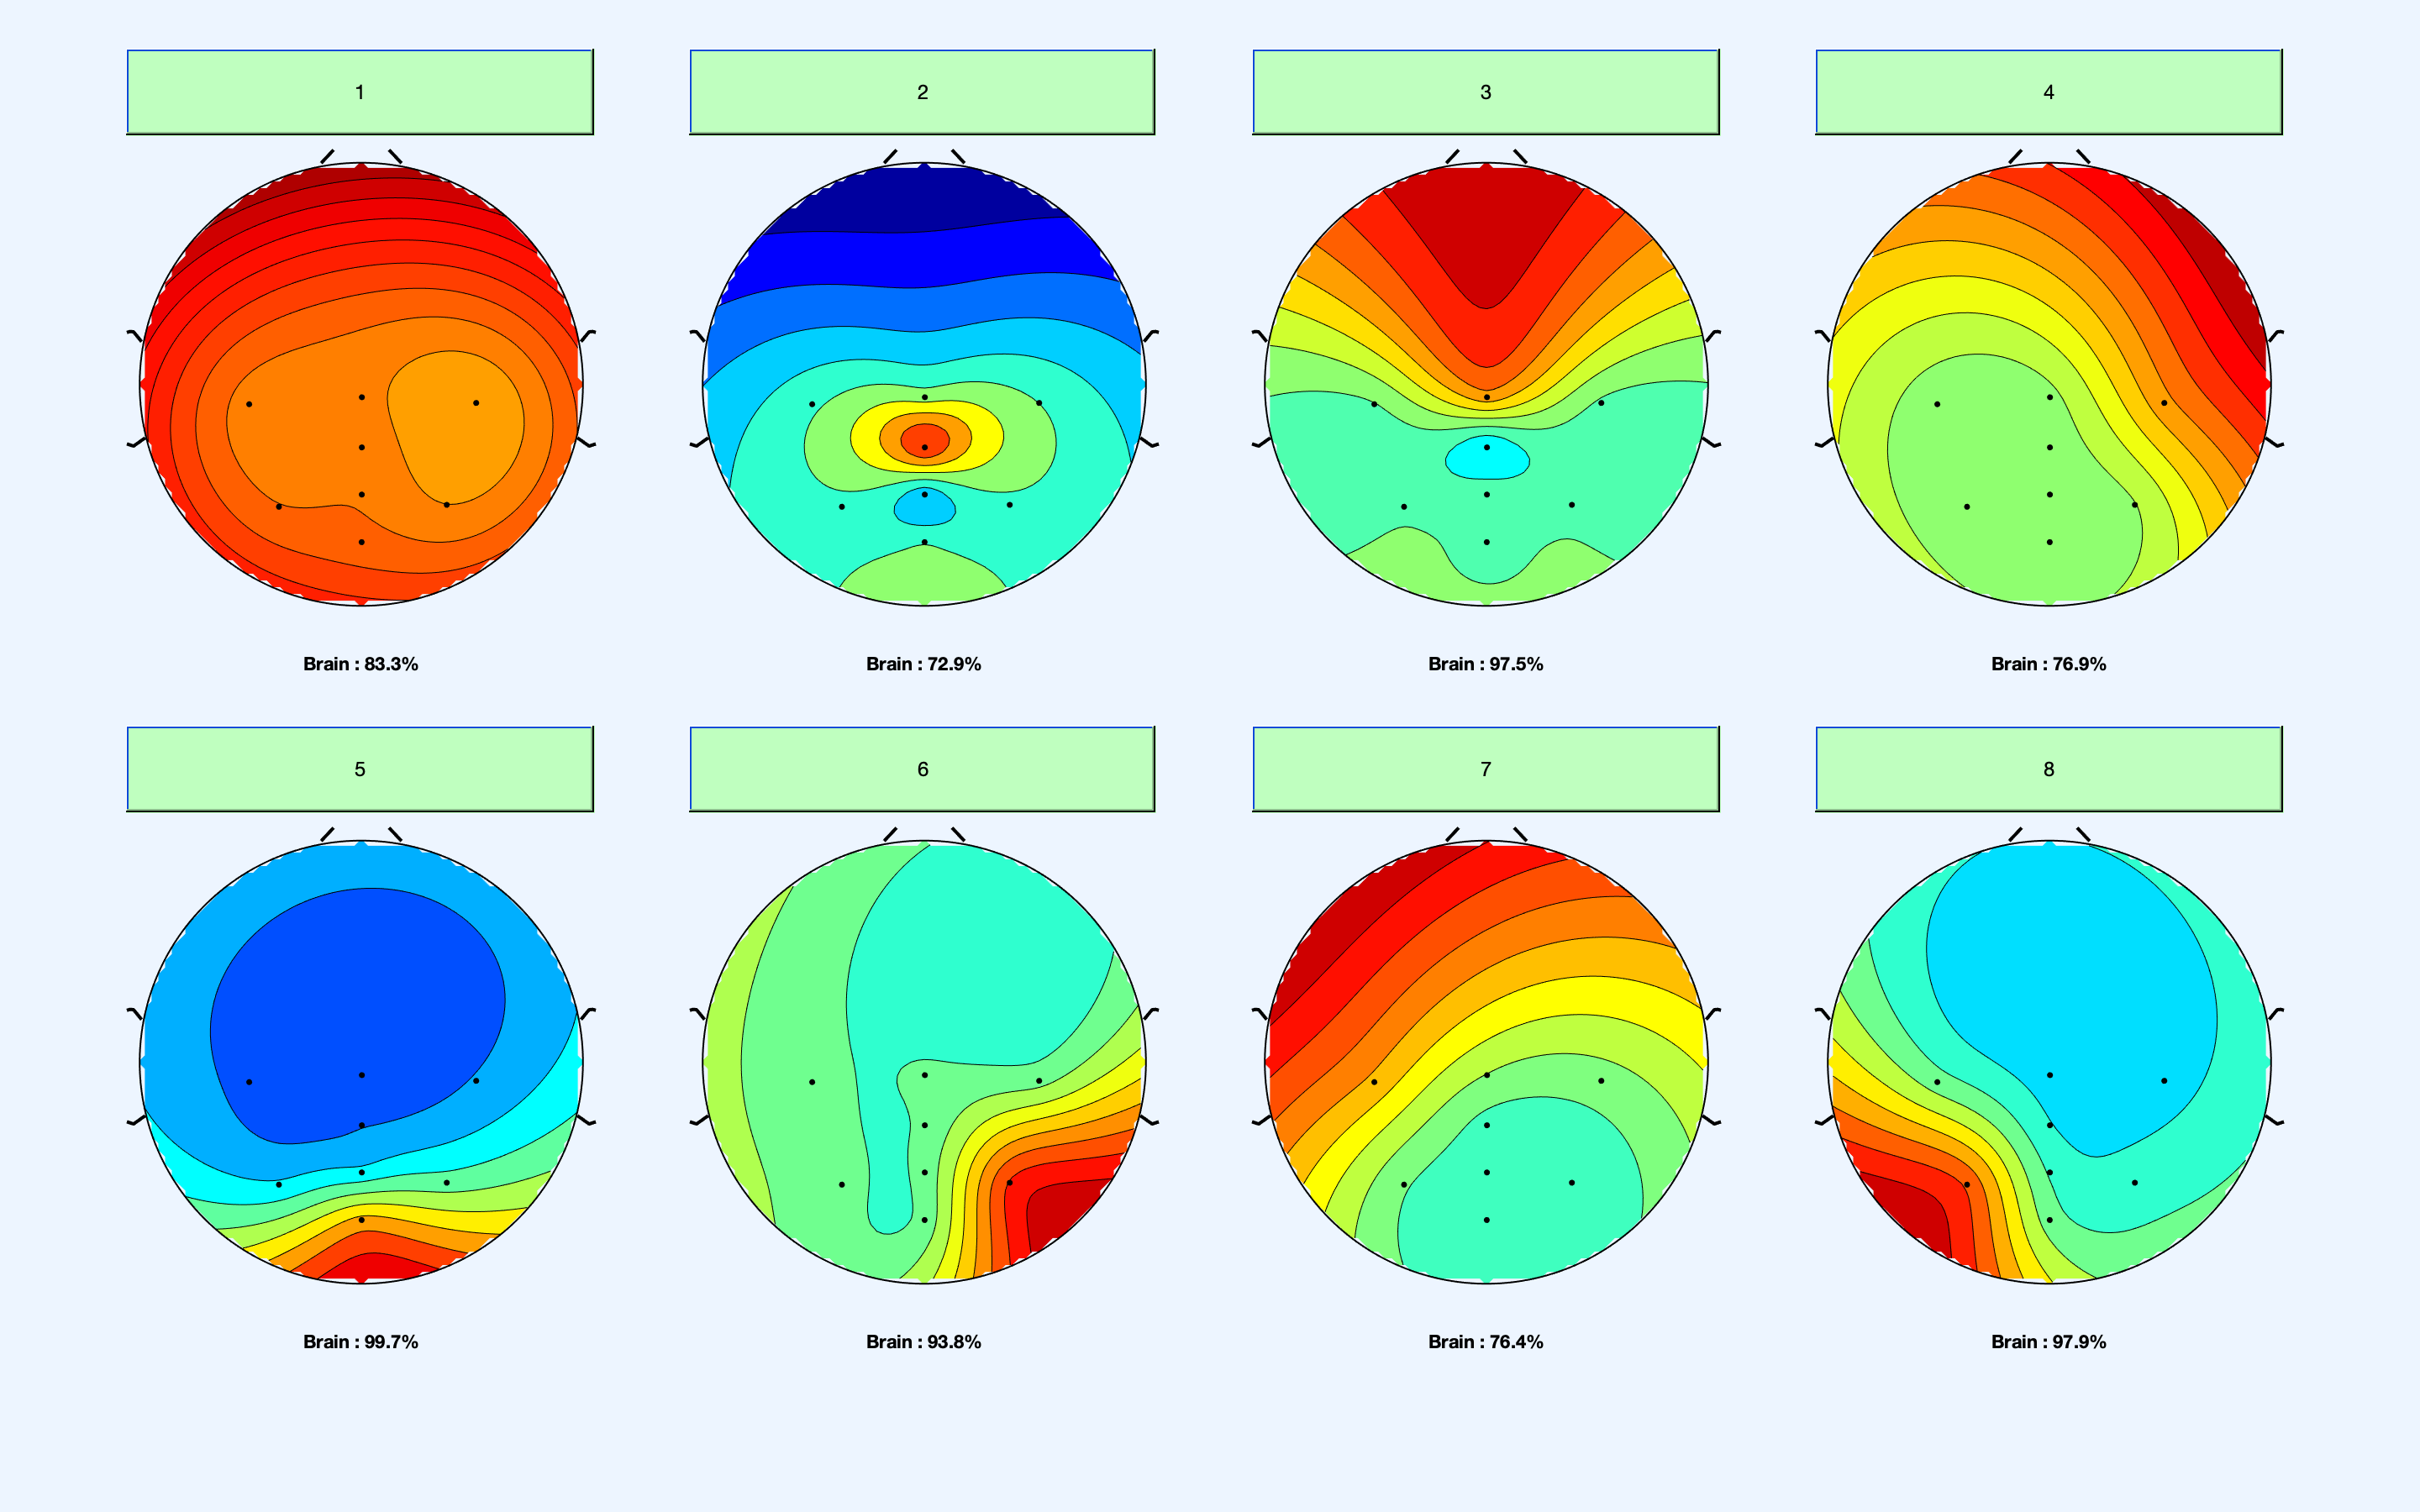 1
2
3
4
Brain : 83.3%
Brain : 72.9%
Brain : 97.5%
Brain : 76.9%
5
6
7
8
Brain : 99.7%
Brain : 93.8%
Brain : 76.4%
Brain : 97.9%